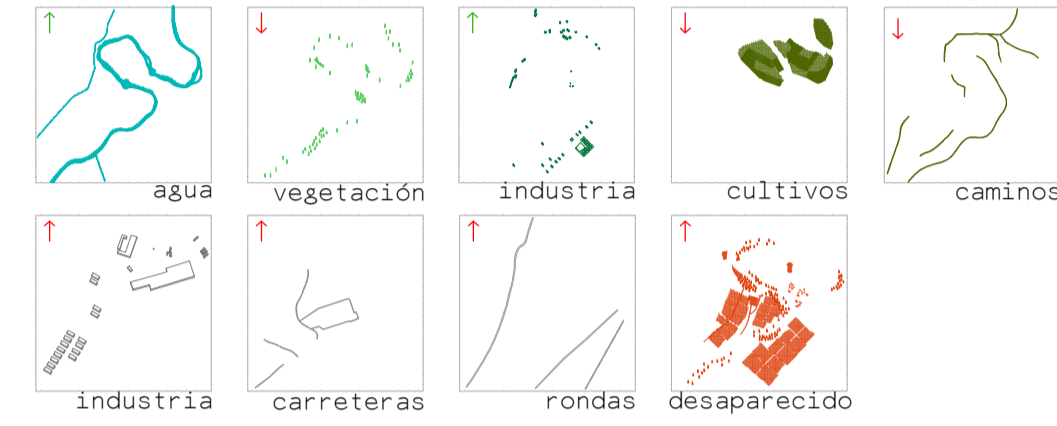 agua
vegetación
industria
cultivos
caminos
industria
carreteras
rondas
desaparecido